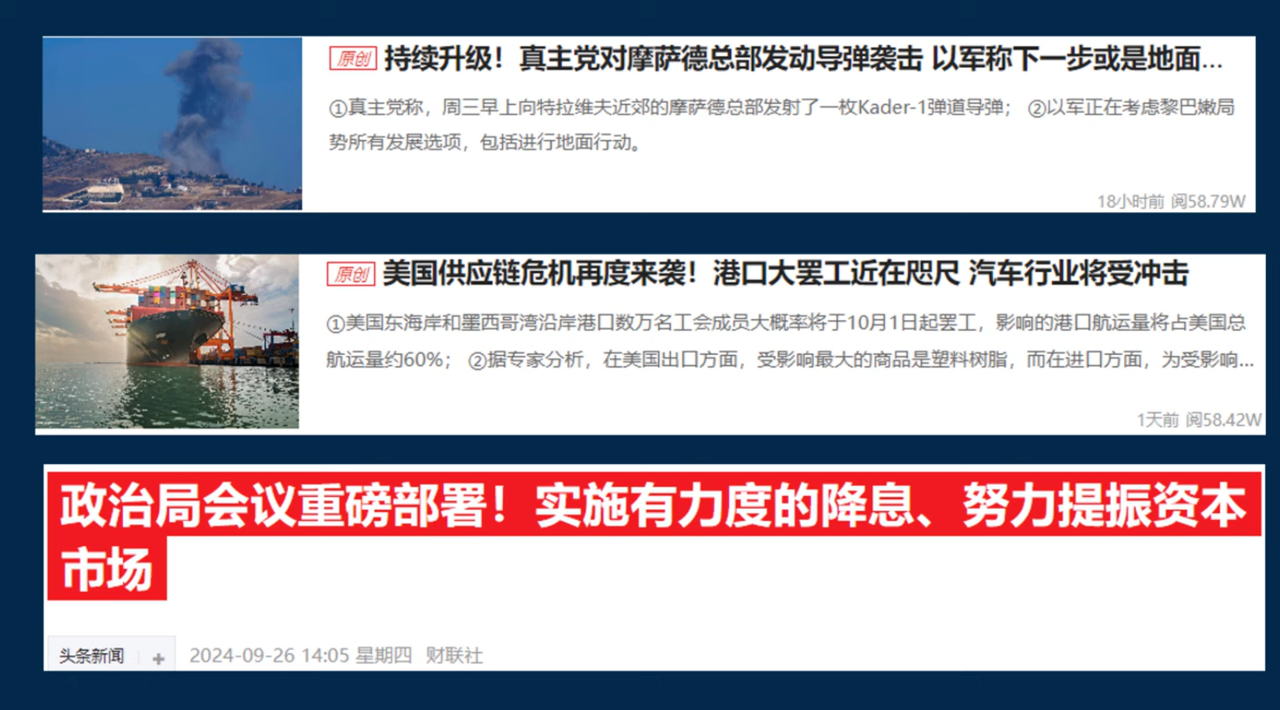 原创 持续升级！真主党对摩萨德总部发动导弹袭击 以军称下一步或是地面...
①真主党称，周三早上向特拉维夫近郊的摩萨德总部发射了一枚Kader-1弹道导弹； ②以军正在考虑黎巴嫩局
势所有发展选项，包括进行地面行动。
18小时前 阅58.79W
原创 美国供应链危机再度来袭！港口大罢工近在咫尺 汽车行业将受冲击
①美国东海岸和墨西哥湾沿岸港口数万名工会成员大概率将于10月1日起罢工，影响的港口航运量将占美国总
航运量约60%； ②据专家分析，在美国出口方面，受影响最大的商品是塑料树脂，而在进口方面，为受影响...
1天前 阅58.42W
政治局会议重磅部署！实施有力度的降息、努力提振资本
市场
头条新闻 + 2024-09-26 14:05 星期四 财联社